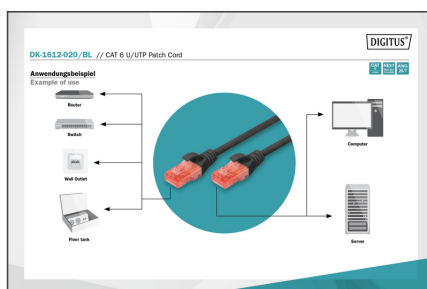 DIGITUS®
DK-1612-020/BL // CAT 6 U/UTP Patch Cord
Anwendungsbeispiel
Example of use
Router
Switch
Wall Outlet
Floor tank
Computer
Server